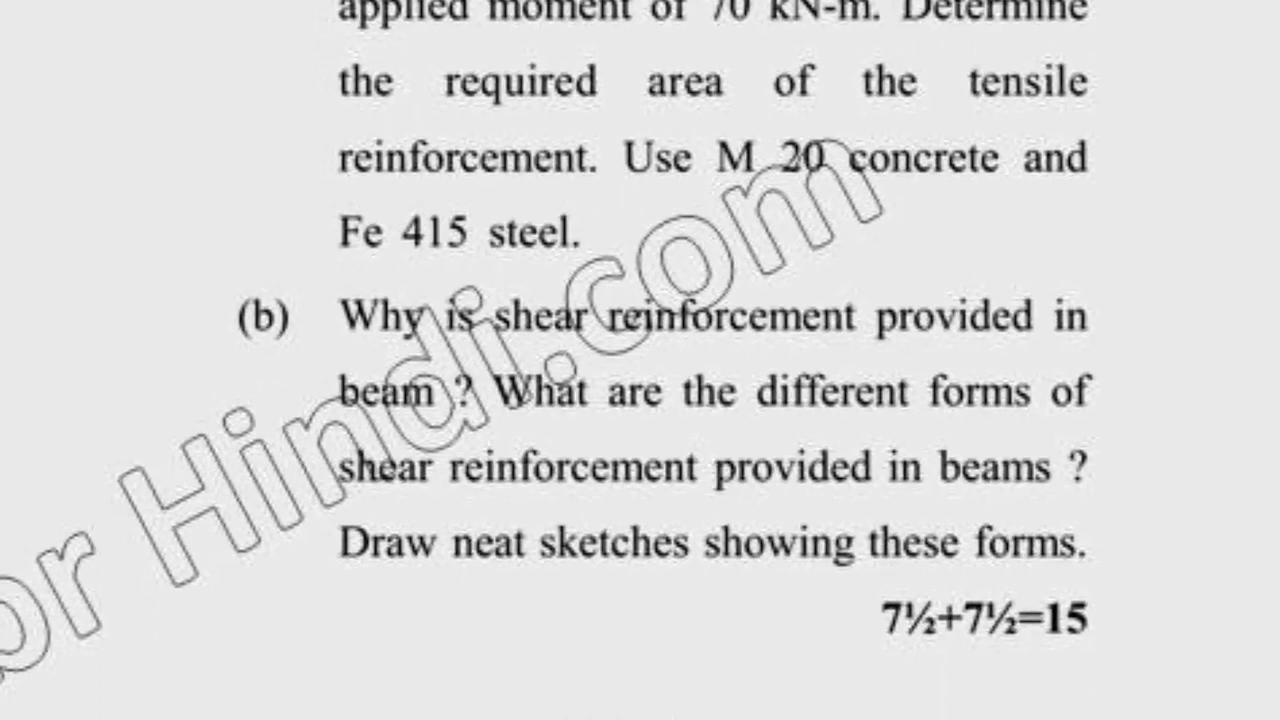 applied moment of 70 kN-m. Determine
the required area of the tensile
reinforcement. Use M 20 concrete and
Fe 415 steel.
(b) Why is shear reinforcement provided in
beam ? What are the different forms of
shear reinforcement provided in beams ?
Draw neat sketches showing these forms.
7½+7½=15
or Hindi.com